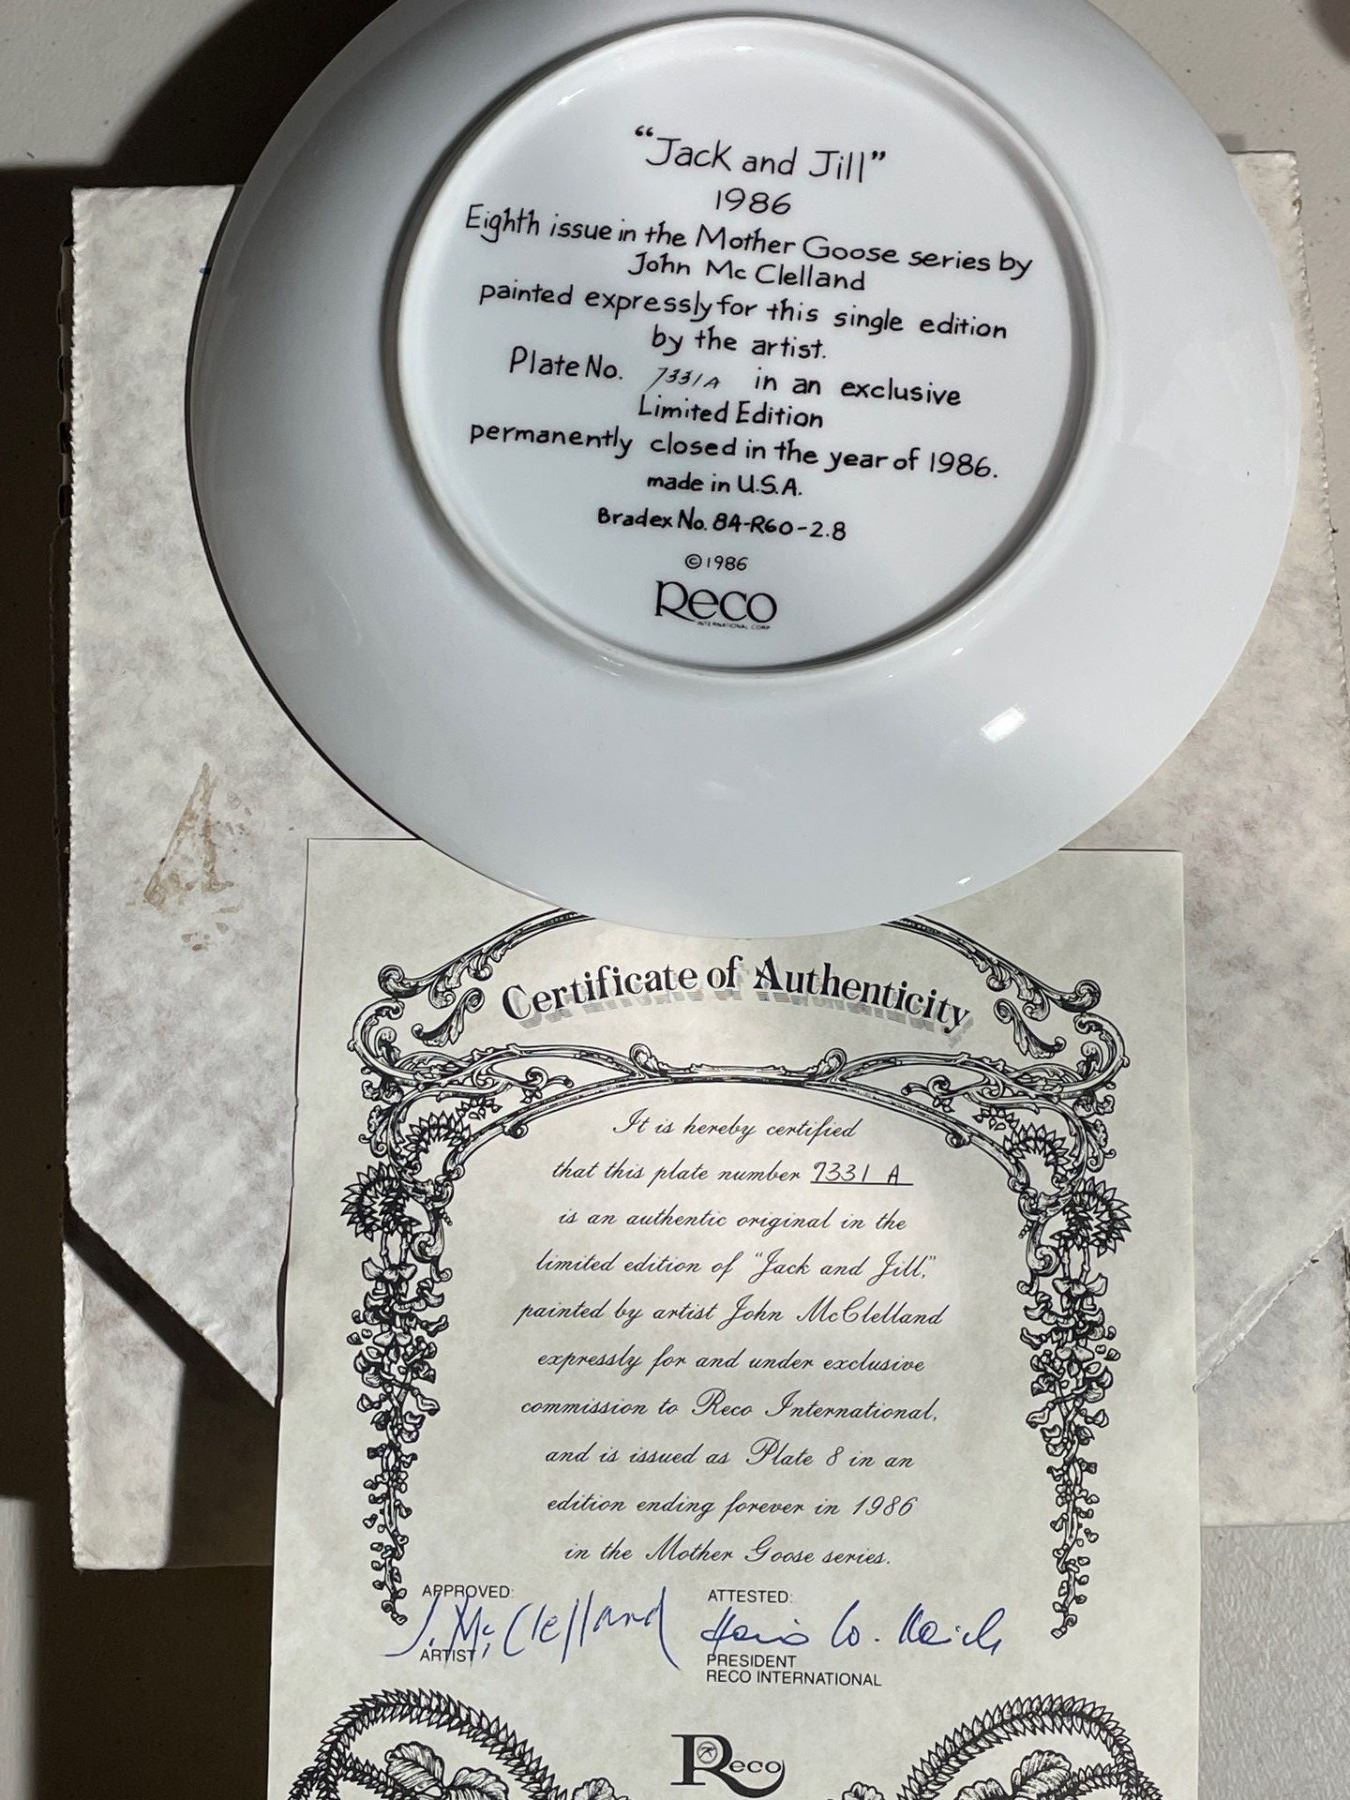 “Jack and Jill”
1986
Eighth issue in the Mother Goose series by
John McClelland
painted expressly for this single edition
by the artist.
Plate No. 7331A in an exclusive
Limited Edition
permanently closed in the year of 1986.
made in U.S.A.
Bradex No. 84-R60-2.8
©1986
Reco
INTERNATIONAL CORP.
Certificate of Authenticity
It is hereby certified
that this plate number 7331 A
is an authentic original in the
limited edition of “Jack and Jill,”
painted by artist John McClelland
expressly for and under exclusive
commission to Reco International,
and is issued as Plate 8 in an
edition ending forever in 1986
in the Mother Goose series.
APPROVED: ATTESTED:
J. McClelland
ARTIST PRESIDENT
RECO INTERNATIONAL
Reco